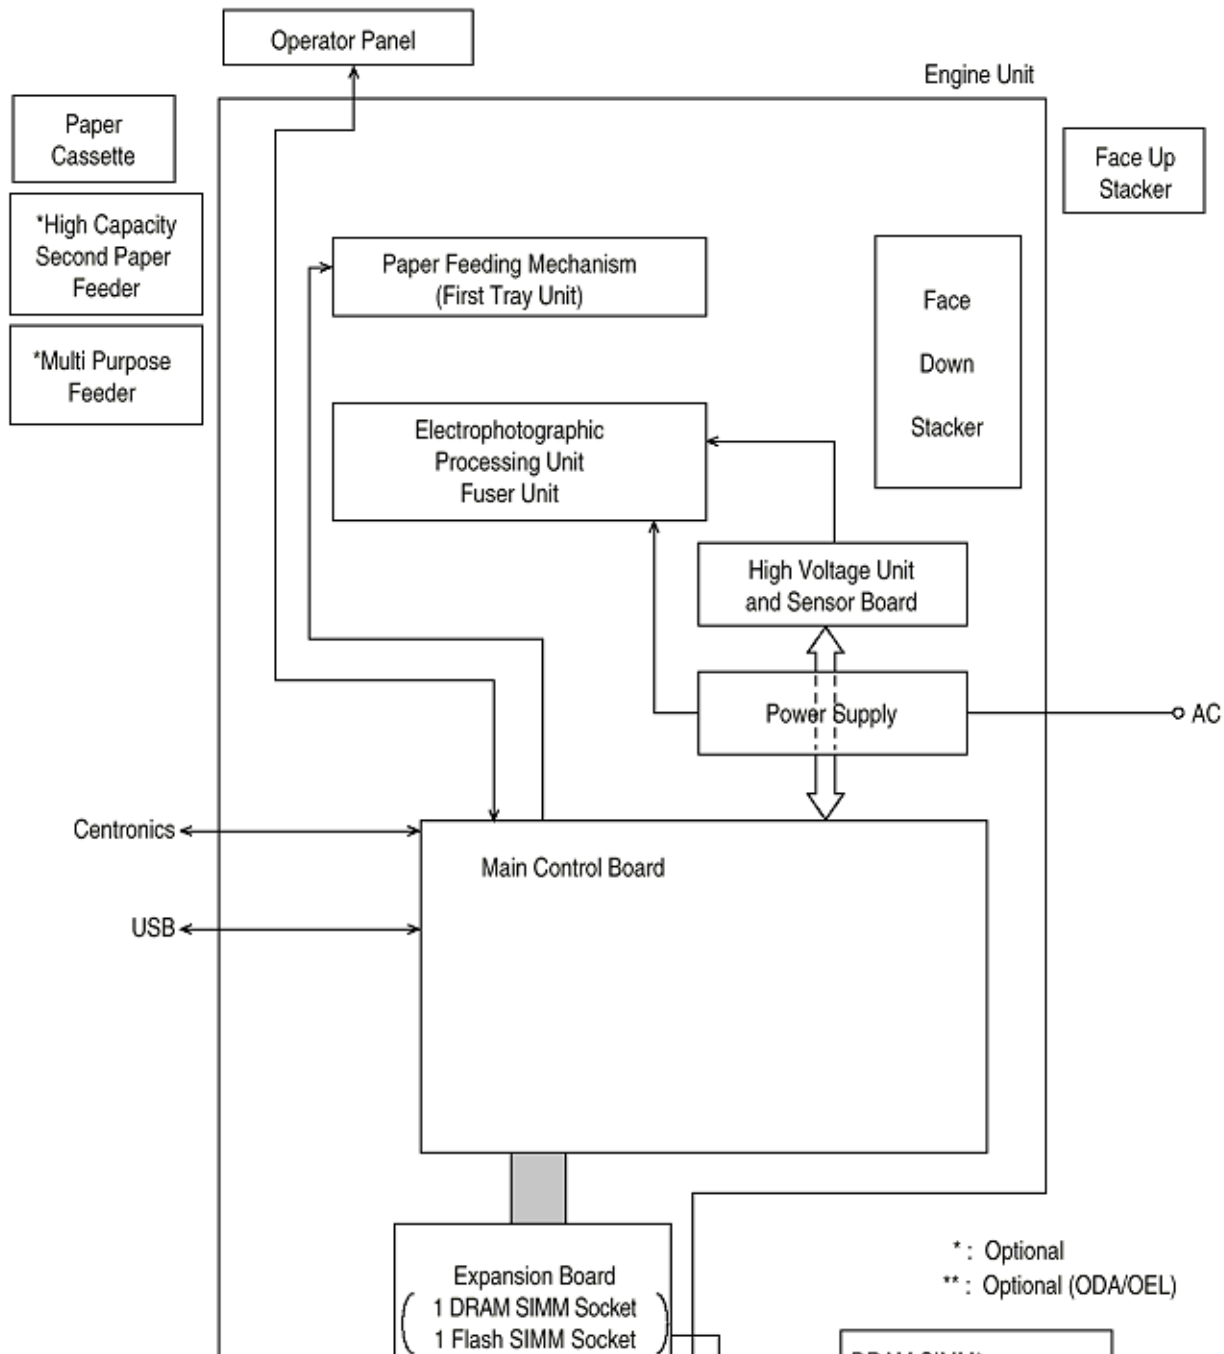 Operator Panel
Engine Unit
Paper
Cassette
Face Up
Stacker
*High Capacity
Second Paper
Feeder
Paper Feeding Mechanism
(First Tray Unit)
Face
Down
Stacker
*Multi Purpose
Feeder
Electrophotographic
Processing Unit
Fuser Unit
High Voltage Unit
and Sensor Board
Power Supply
AC
Centronics
Main Control Board
USB
* : Optional
** : Optional (ODA/OEL)
Expansion Board
1 DRAM SIMM Socket
1 Flash SIMM Socket